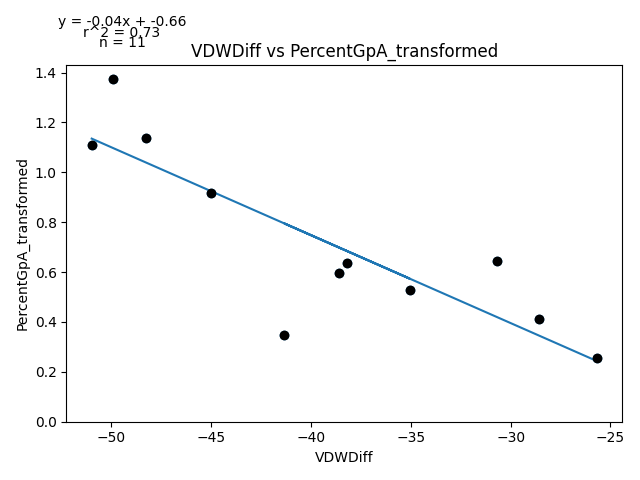 y = -0.04x + -0.66
r^2 = 0.73
n = 11
VDWDiff vs PercentGpA_transformed
1.4
1.2
1.0
0.8
0.6
0.4
0.2
0.0
PercentGpA_transformed
−50 −45 −40 −35 −30 −25
VDWDiff